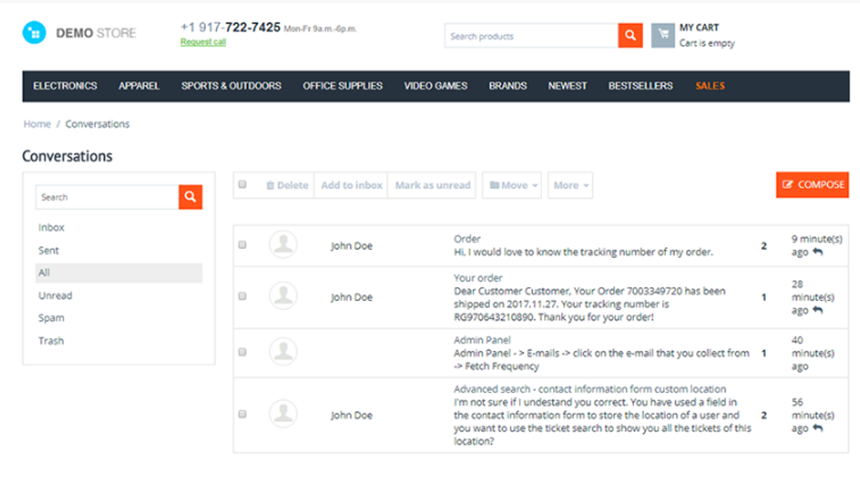 DEMO STORE
+1 917-722-7425 Mon-Fr 9a.m.-6p.m.
Request call
Search products
MY CART
Cart is empty
ELECTRONICS APPAREL SPORTS & OUTDOORS OFFICE SUPPLIES VIDEO GAMES BRANDS NEWEST BESTSELLERS SALES
Home / Conversations
Conversations
Search
Inbox
Sent
All
Unread
Spam
Trash
Delete Add to inbox Mark as unread Move More
COMPOSE
John Doe
Order
Hi, I would love to know the tracking number of my order.
2
9 minute(s)
ago
John Doe
Your order
Dear Customer Customer, Your Order 7003349720 has been
shipped on 2017.11.27. Your tracking number is
RG970643210890. Thank you for your order!
1
28
minute(s)
ago
Admin Panel
Admin Panel - > E-mails -> click on the e-mail that you collect from
-> Fetch Frequency
1
40
minute(s)
ago
John Doe
Advanced search - contact information form custom location
I'm not sure if I undestand you correct. You have used a field in
the contact information form to store the location of a user and
you want to use the ticket search to show you all the tickets of this
location?
2
56
minute(s)
ago